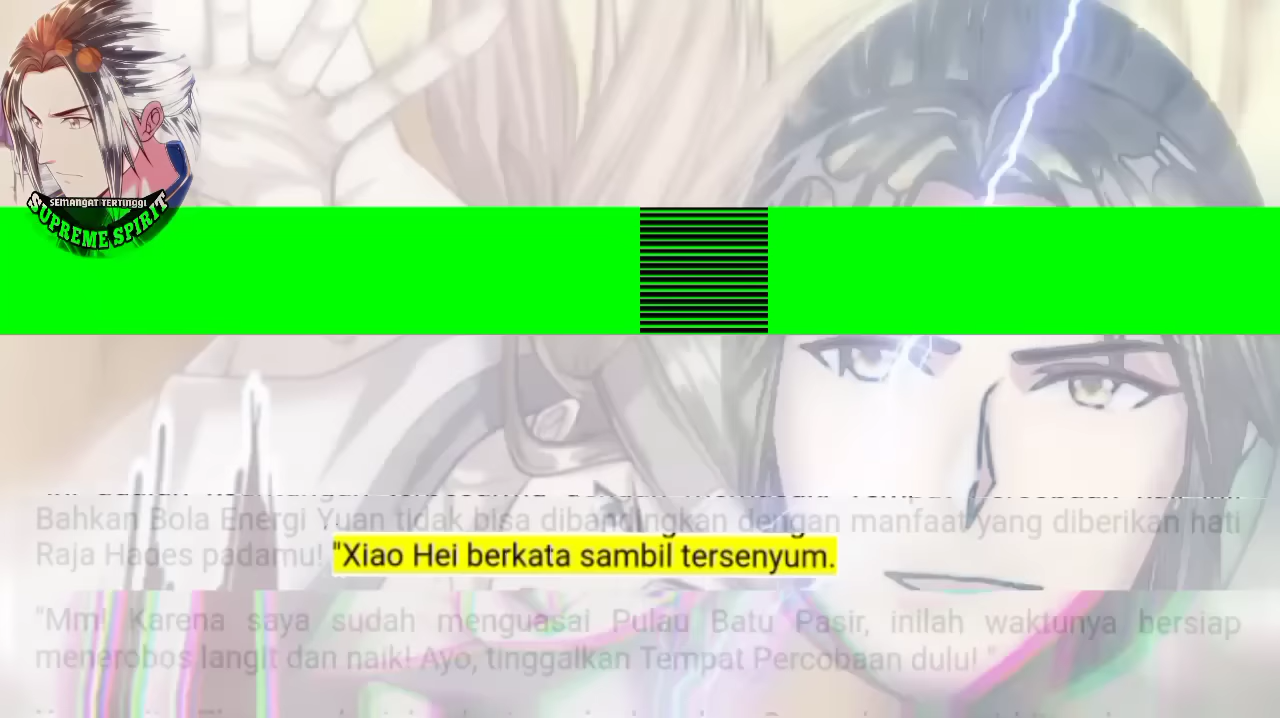 SEMANGAT TERTINGGI
SUPREME SPIRIT
Bahkan Bola Energi Yuan tidak bisa dibandingkan dengan manfaat yang diberikan hati
Raja Hades padamu! "Xiao Hei berkata sambil tersenyum.
"Mm! Karena saya sudah menguasai Pulau Batu Pasir, inilah waktunya bersiap
menerobos langit dan naik! Ayo, tinggalkan Tempat Percobaan dulu! "